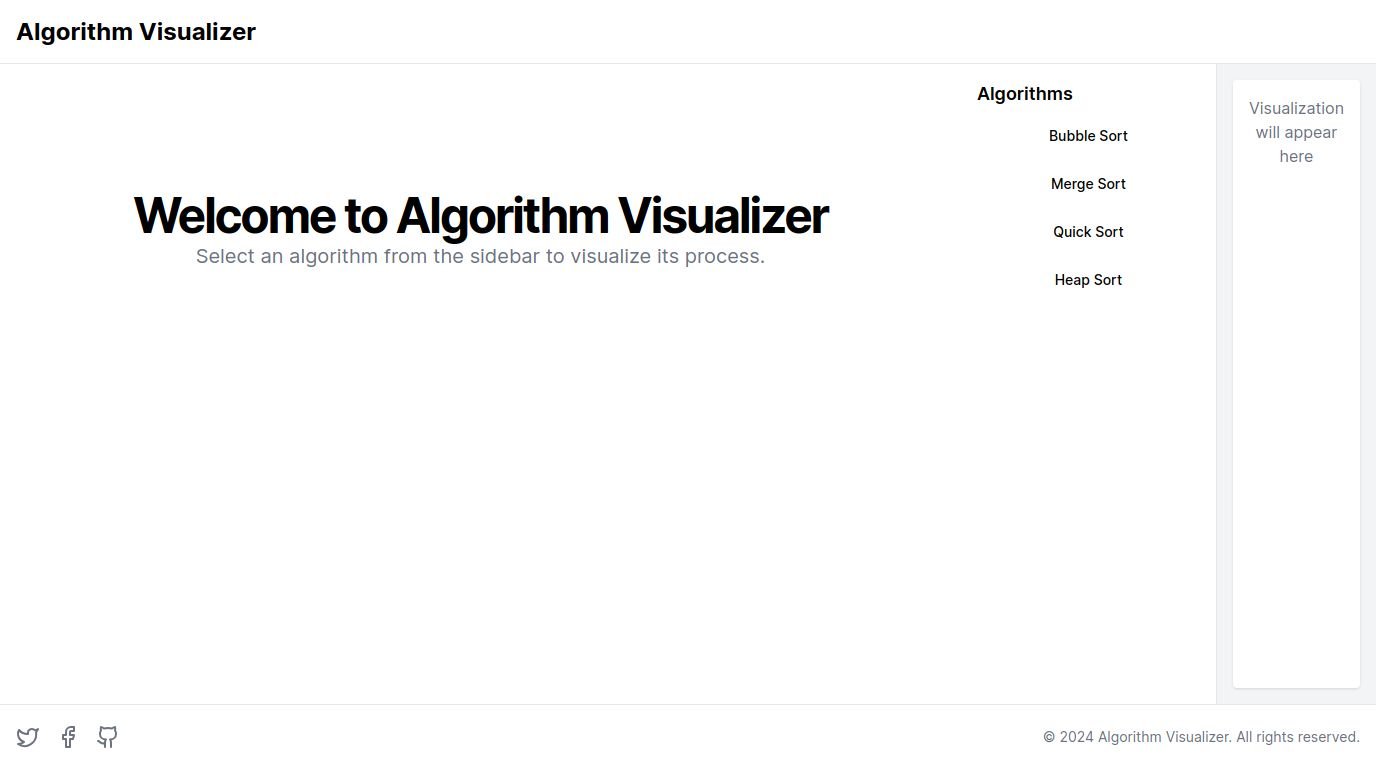 Algorithm Visualizer
Welcome to Algorithm Visualizer
Select an algorithm from the sidebar to visualize its process.
Algorithms
Bubble Sort
Merge Sort
Quick Sort
Heap Sort
Visualization
will appear
here
© 2024 Algorithm Visualizer. All rights reserved.